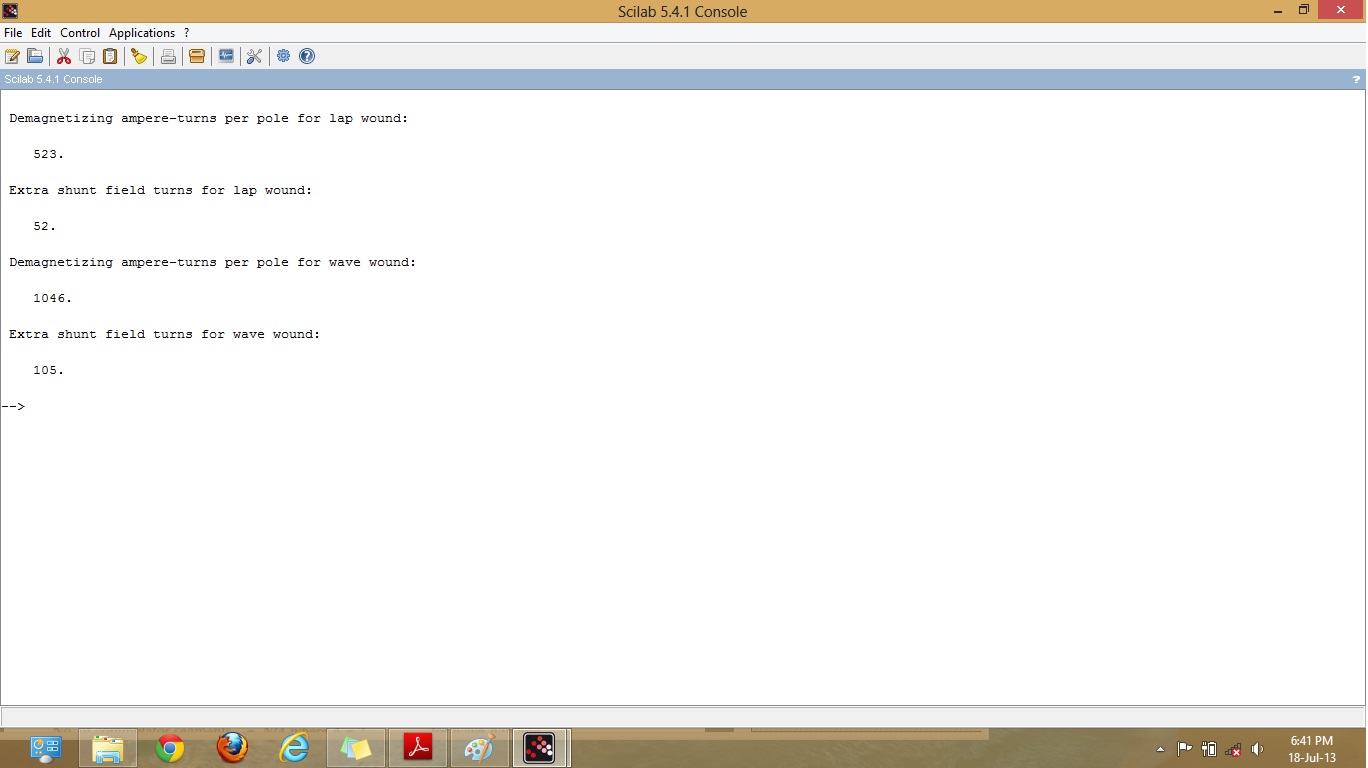 Scilab 5.4.1 Console
File Edit Control Applications ?
Scilab 5.4.1 Console ?
Demagnetizing ampere-turns per pole for lap wound:
523.
Extra shunt field turns for lap wound:
52.
Demagnetizing ampere-turns per pole for wave wound:
1046.
Extra shunt field turns for wave wound:
105.
-->
6:41 PM
18-Jul-13